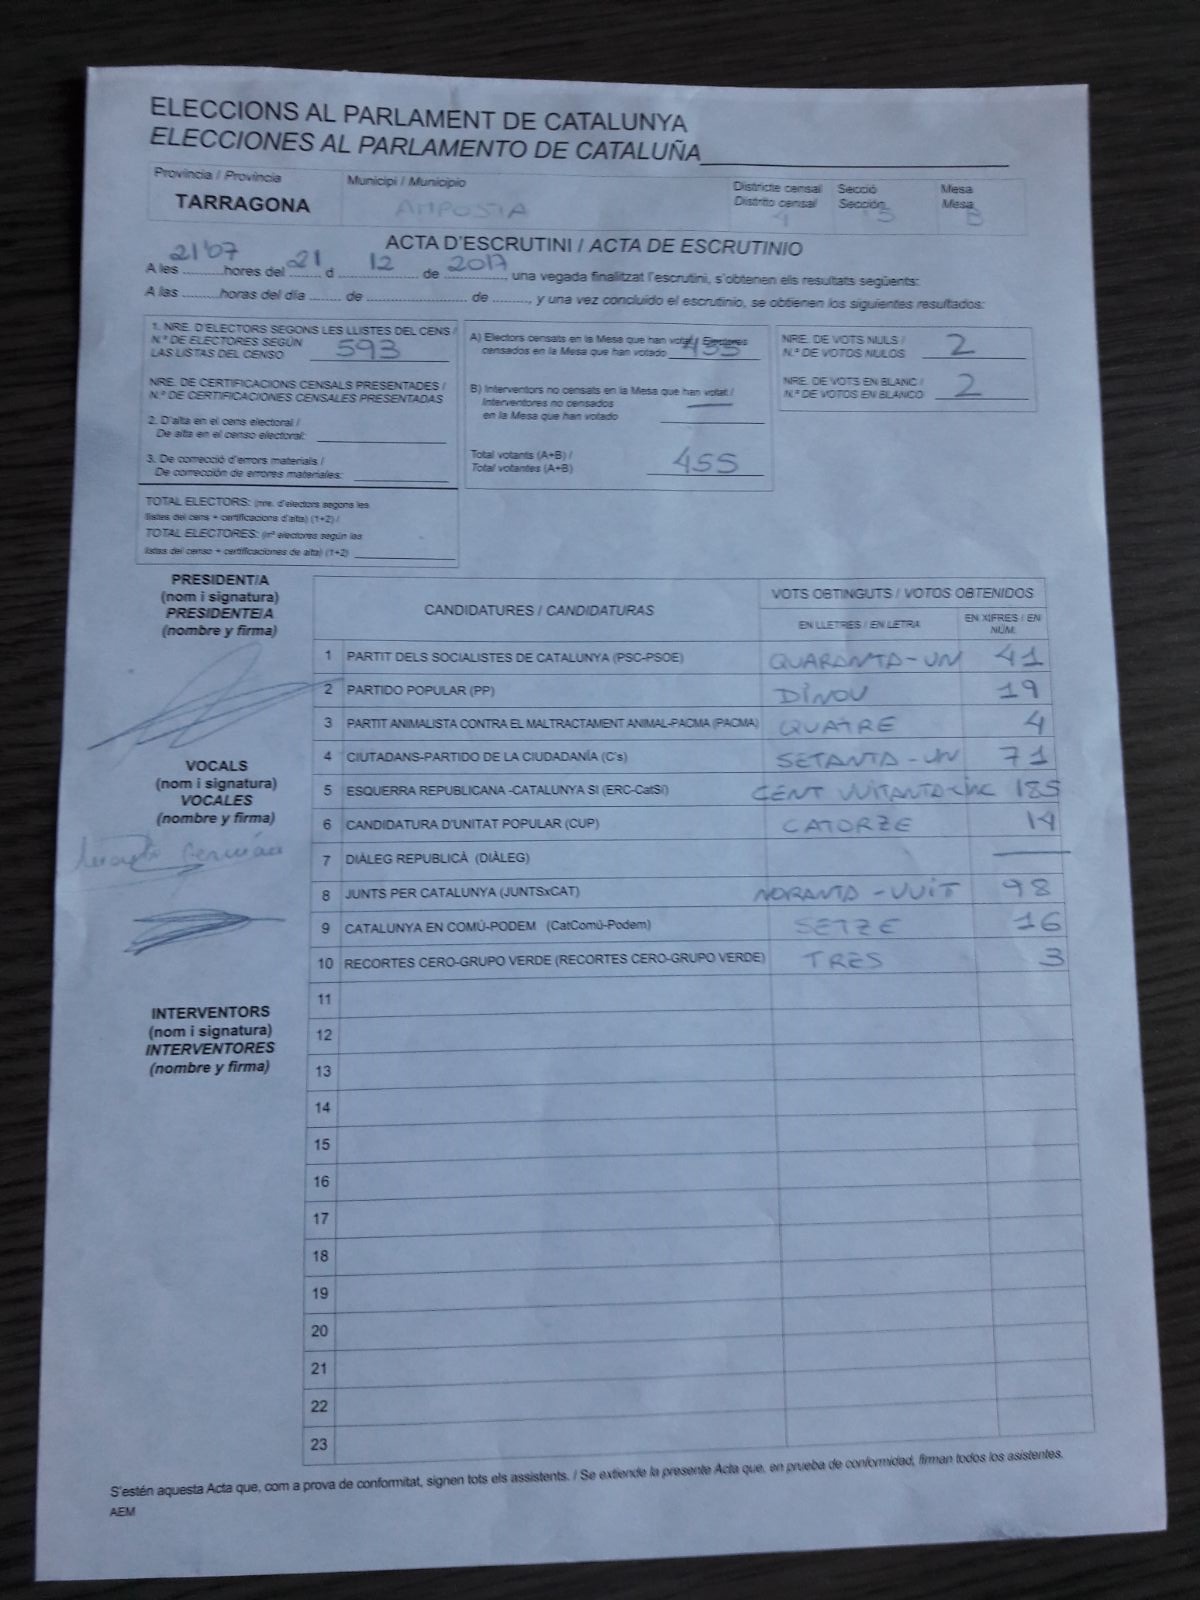 ELECCIONS AL PARLAMENT DE CATALUNYA
ELECCIONES AL PARLAMENTO DE CATALUÑA
Provincia / Provincia
TARRAGONA
Municipi / Municipio
AMPOSTA
Districte censal
Distrito censal
4
Secció
Sección
5
Mesa
Mesa
B
ACTA D'ESCRUTINI / ACTA DE ESCRUTINIO
A les 21'07 hores del 21 d 12 de 2017, una vegada finalitzat l'escrutini, s'obtenen els resultats següents:
A las ..........horas del día ........ de ........................ de ........., y una vez concluido el escrutinio, se obtienen los siguientes resultados:
1. NRE. D'ELECTORS SEGONS LES LLISTES DEL CENS /
N.º DE ELECTORES SEGÚN
LAS LISTAS DEL CENSO 593
NRE. DE CERTIFICACIONS CENSALS PRESENTADES /
N.º DE CERTIFICACIONES CENSALES PRESENTADAS
2. D'alta en el cens electoral /
De alta en el censo electoral:
3. De correcció d'errors materials /
De corrección de errores materiales:
TOTAL ELECTORS: (nre. d'electors segons les
llistes del cens + certificacions d'alta) (1+2) /
TOTAL ELECTORES: (nº electores según las
listas del censo + certificaciones de alta) (1+2)
A) Electors censats en la Mesa que han votat / Electores
censados en la Mesa que han votado 455
B) Interventors no censats en la Mesa que han votat /
Interventores no censados
en la Mesa que han votado
Total votants (A+B) /
Total votantes (A+B) 455
NRE. DE VOTS NULS /
N.º DE VOTOS NULOS 2
NRE. DE VOTS EN BLANC /
N.º DE VOTOS EN BLANCO 2
PRESIDENT/A
(nom i signatura)
PRESIDENTE/A
(nombre y firma)
VOCALS
(nom i signatura)
VOCALES
(nombre y firma)
INTERVENTORS
(nom i signatura)
INTERVENTORES
(nombre y firma)
CANDIDATURES / CANDIDATURAS
VOTS OBTINGUTS / VOTOS OBTENIDOS
EN LLETRES / EN LETRA
EN XIFRES / EN
NÚM.
1 PARTIT DELS SOCIALISTES DE CATALUNYA (PSC-PSOE) QUARANTA-UN 41
2 PARTIDO POPULAR (PP) DINOU 19
3 PARTIT ANIMALISTA CONTRA EL MALTRACTAMENT ANIMAL-PACMA (PACMA) QUATRE 4
4 CIUTADANS-PARTIDO DE LA CIUDADANÍA (C's) SETANTA-UN 71
5 ESQUERRA REPUBLICANA -CATALUNYA SI (ERC-CatSí) CENT VUITANTA-CINC 185
6 CANDIDATURA D'UNITAT POPULAR (CUP) CATORZE 14
7 DIÀLEG REPUBLICÀ (DIÀLEG)
8 JUNTS PER CATALUNYA (JUNTSxCAT) NORANTA-VUIT 98
9 CATALUNYA EN COMÚ-PODEM (CatComú-Podem) SETZE 16
10 RECORTES CERO-GRUPO VERDE (RECORTES CERO-GRUPO VERDE) TRES 3
11
12
13
14
15
16
17
18
19
20
21
22
23
S'estén aquesta Acta que, com a prova de conformitat, signen tots els assistents. / Se extiende la presente Acta que, en prueba de conformidad, firman todos los asistentes.
AEM